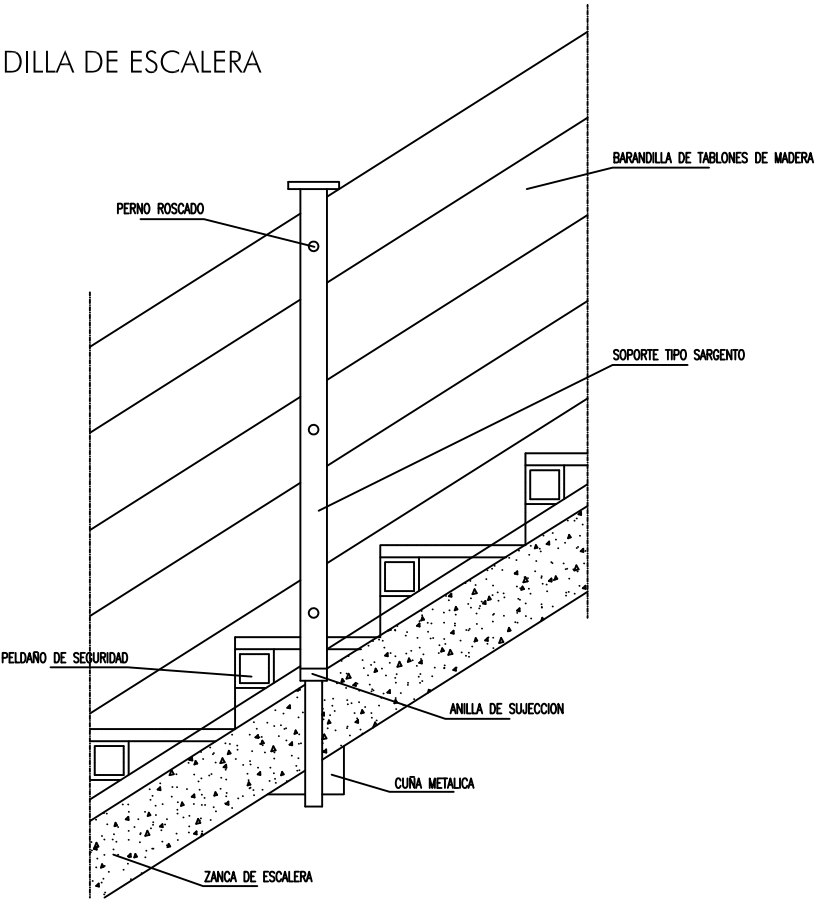 DILLA DE ESCALERA
BARANDILLA DE TABLONES DE MADERA
PERNO ROSCADO
SOPORTE TIPO SARGENTO
PELDAÑO DE SEGURIDAD
ANILLA DE SUJECCION
CUÑA METALICA
ZANCA DE ESCALERA